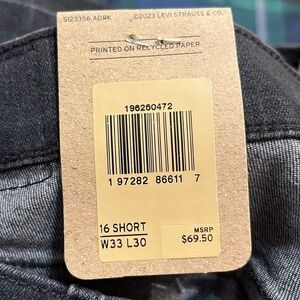 S123356 ADRK ©2023 LEVI STRAUSS & CO.
PRINTED ON RECYCLED PAPER
196260472
1 97282 86611 7
16 SHORT
W33 L30
MSRP
$69.50